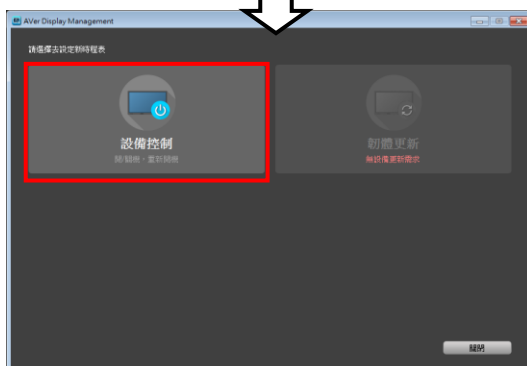 AVer Display Management
請選擇去設定新時程表
設備控制
開/關機，重新開機
韌體更新
無設備更新需求
關閉